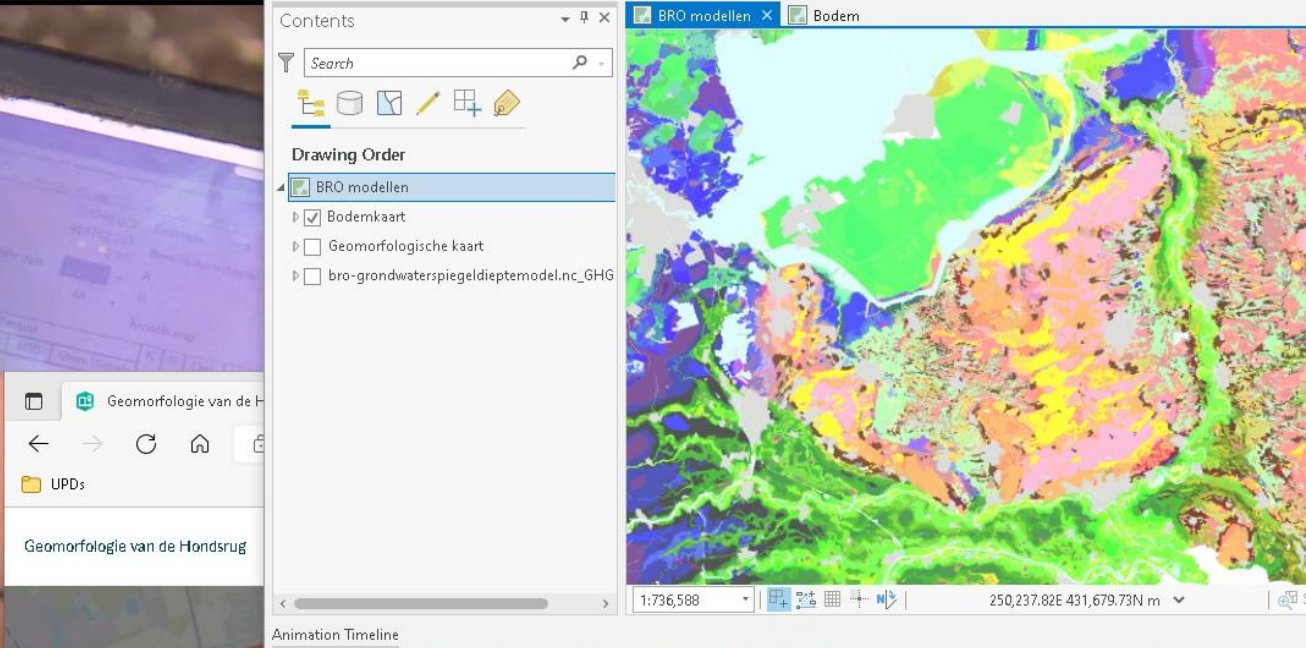 Contents
BRO modellen
Bodem
Search
Drawing Order
BRO modellen
Bodemkaart
Geomorfologische kaart
bro-grondwaterspiegeldieptemodel.nc_GHG
Geomorfologie van de H
UPDs
Geomorfologie van de Hondsrug
1:736,588
250,237.82E 431,679.73N m
Animation Timeline